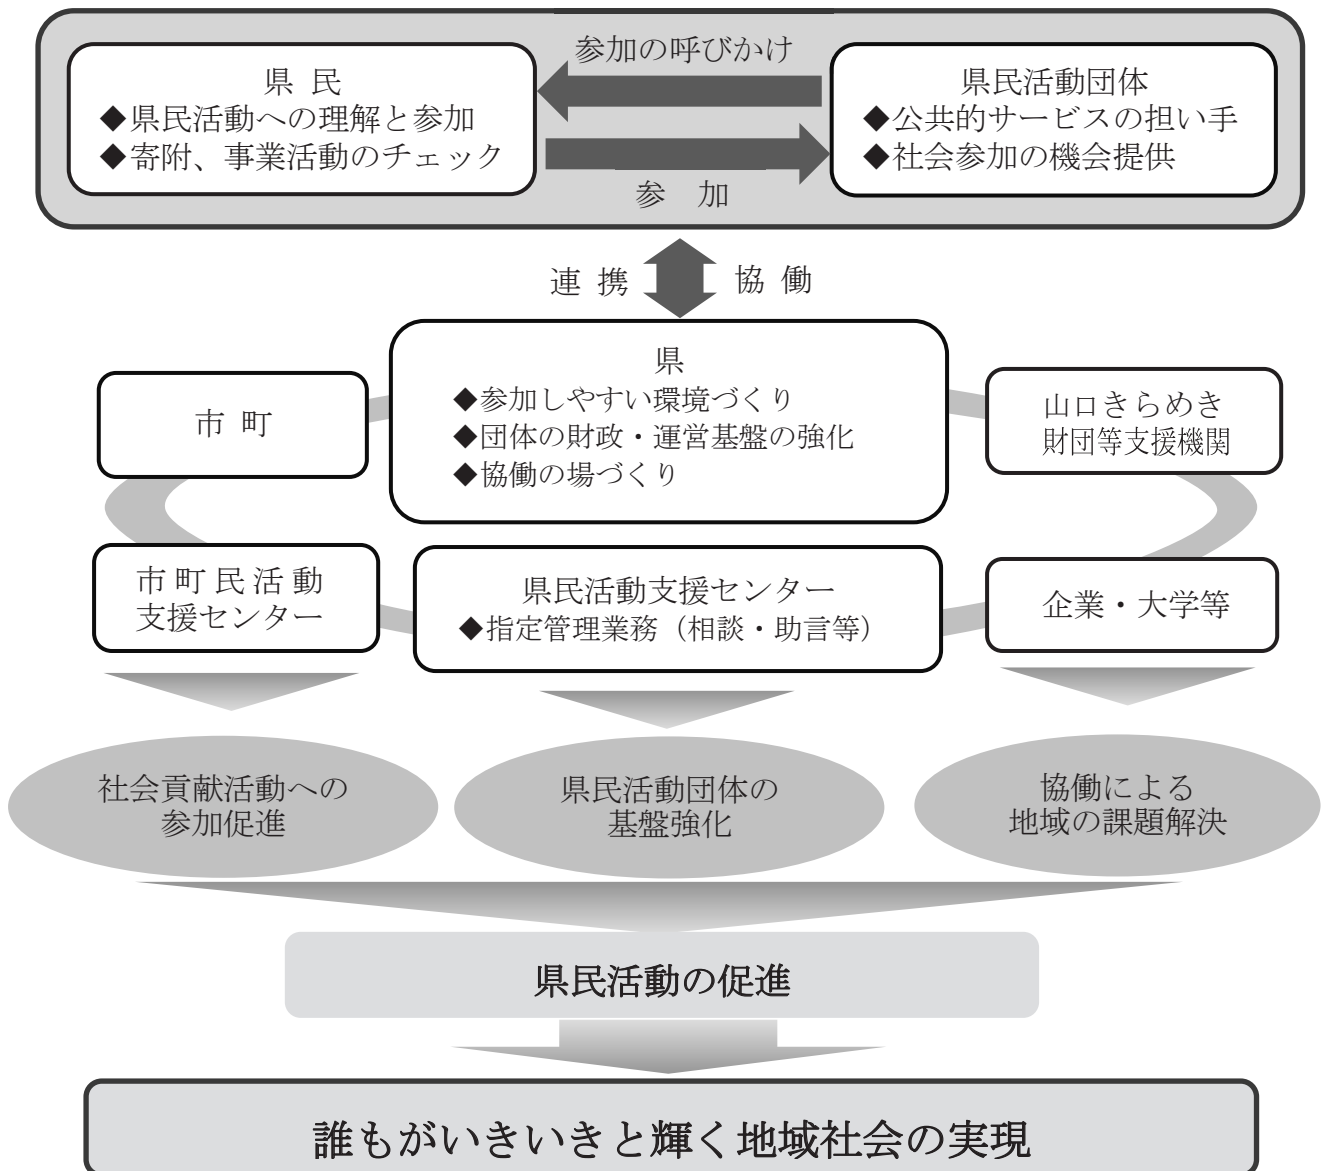 参加の呼びかけ
県 民
◆県民活動への理解と参加
◆寄附、事業活動のチェック
県民活動団体
◆公共的サービスの担い手
◆社会参加の機会提供
参 加
連 携
協 働
県
◆参加しやすい環境づくり
◆団体の財政・運営基盤の強化
◆協働の場づくり
市 町
山口きらめき
財団等支援機関
市町民活動
支援センター
県民活動支援センター
◆指定管理業務（相談・助言等）
企業・大学等
社会貢献活動への
参加促進
県民活動団体の
基盤強化
協働による
地域の課題解決
県民活動の促進
誰もがいきいきと輝く地域社会の実現